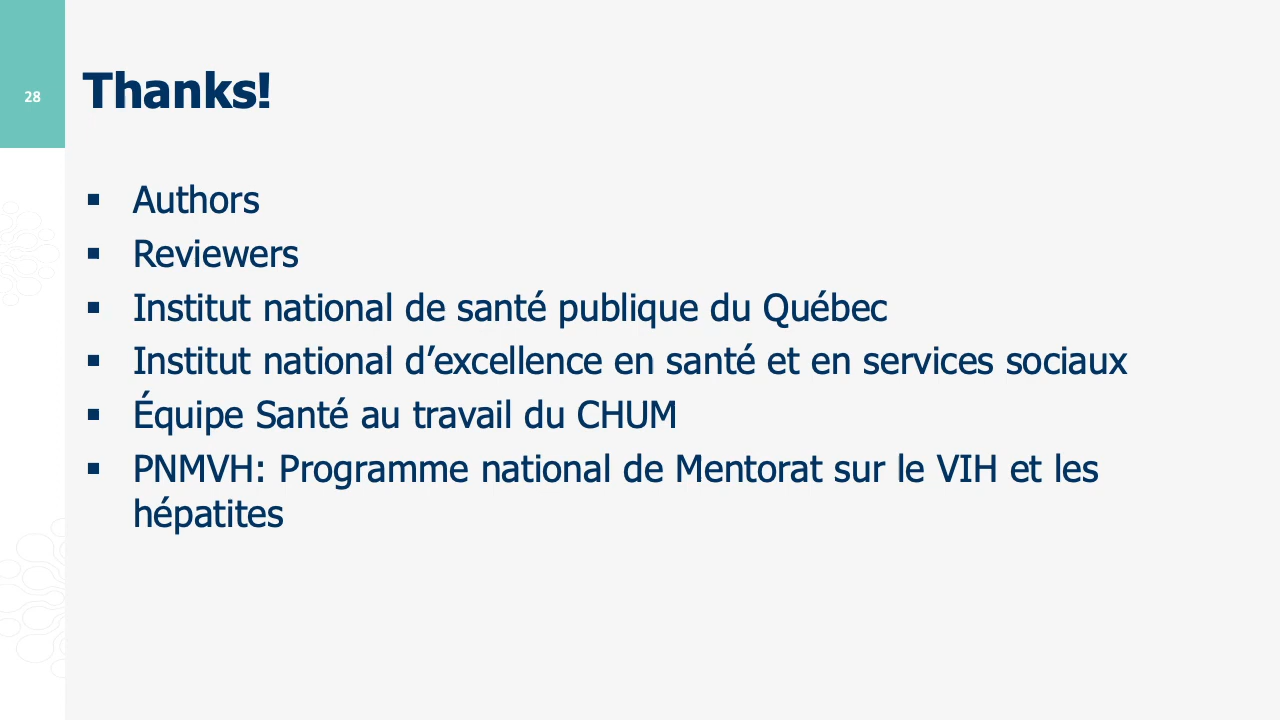 28
Thanks!
▪ Authors
▪ Reviewers
▪ Institut national de santé publique du Québec
▪ Institut national d’excellence en santé et en services sociaux
▪ Équipe Santé au travail du CHUM
▪ PNMVH: Programme national de Mentorat sur le VIH et les
hépatites